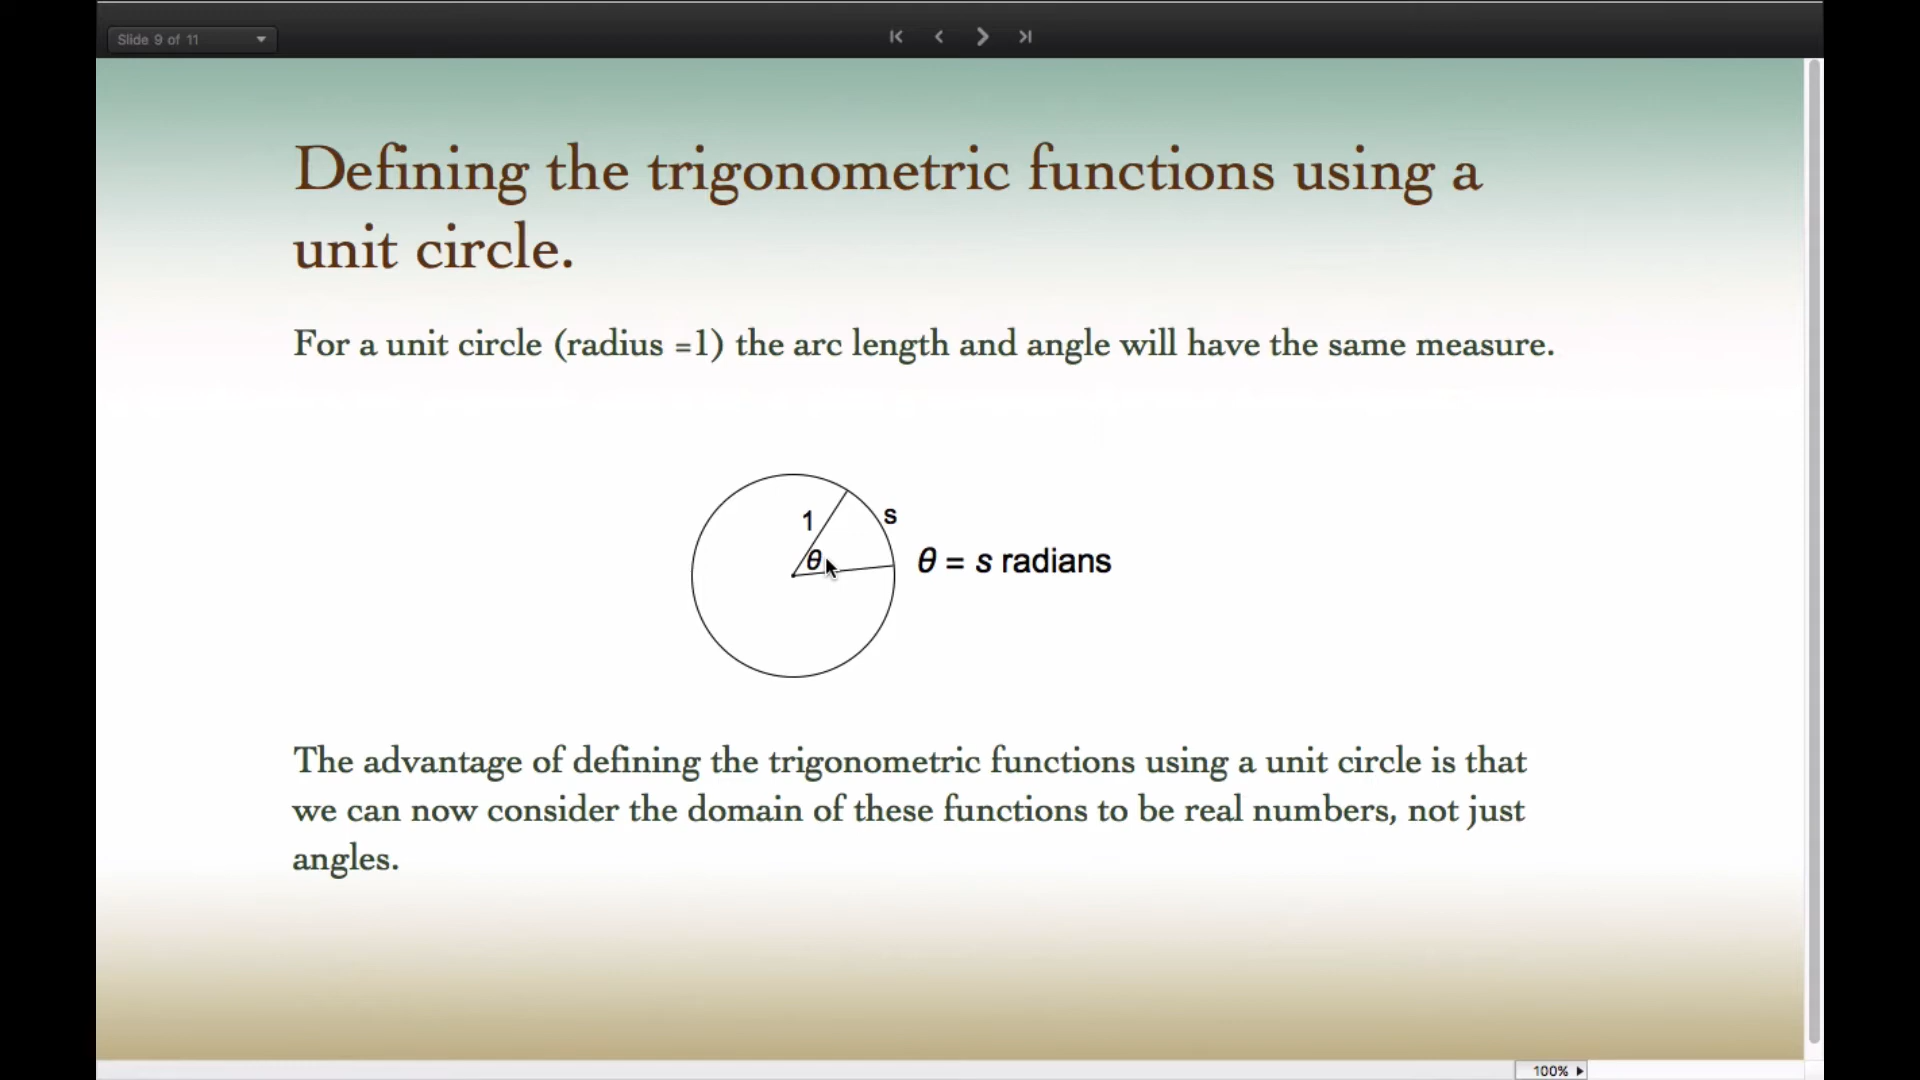 Slide 9 of 11
Defining the trigonometric functions using a
unit circle.
For a unit circle (radius =1) the arc length and angle will have the same measure.
1
s
θ
θ = s radians
The advantage of defining the trigonometric functions using a unit circle is that
we can now consider the domain of these functions to be real numbers, not just
angles.
100%